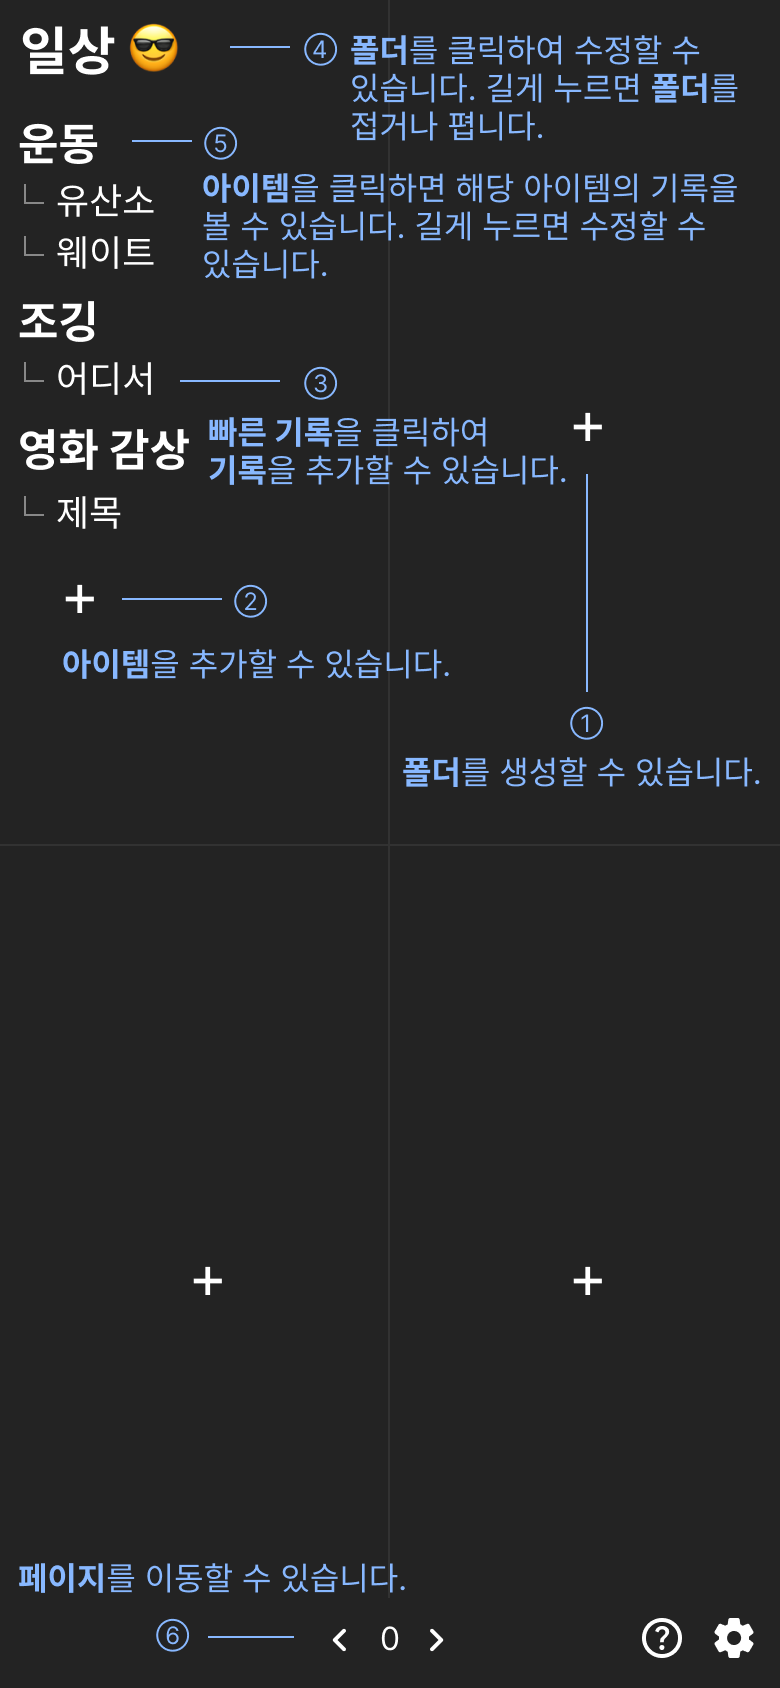 일상 😎
④ 폴더를 클릭하여 수정할 수
있습니다. 길게 누르면 폴더를
접거나 폅니다.
운동
⑤
아이템을 클릭하면 해당 아이템의 기록을
볼 수 있습니다. 길게 누르면 수정할 수
있습니다.
유산소
웨이트
조깅
어디서
③
빠른 기록을 클릭하여
기록을 추가할 수 있습니다.
영화 감상
제목
+
+ ②
아이템을 추가할 수 있습니다.
①
폴더를 생성할 수 있습니다.
+
+
페이지를 이동할 수 있습니다.
⑥ < 0 > ?